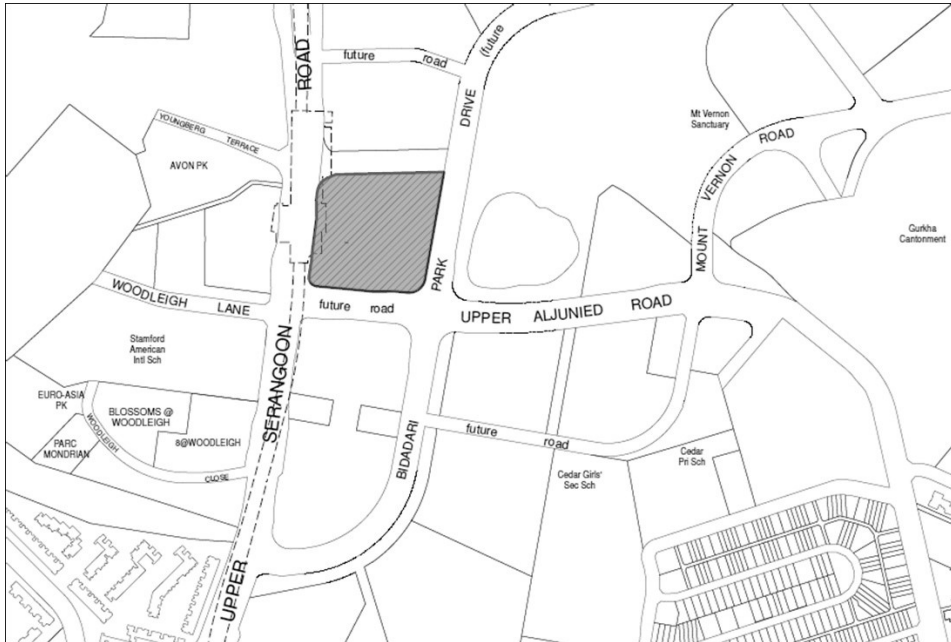 ROAD
future road
DRIVE
(future
Mt Vernon
Sanctuary
YOUNGBERG TERRACE
AVON PK
MOUNT VERNON ROAD
Gurkha
Cantonment
PARK
WOODLEIGH LANE
future road
UPPER ALJUNIED ROAD
Stamford
American
Intl Sch
SERANGOON
EURO-ASIA
PK
BLOSSOMS @
WOODLEIGH
8@WOODLEIGH
PARC
MONDRIAN
WOODLEIGH CLOSE
BIDADARI
future road
Cedar Girls'
Sec Sch
Cedar
Pri Sch
UPPER